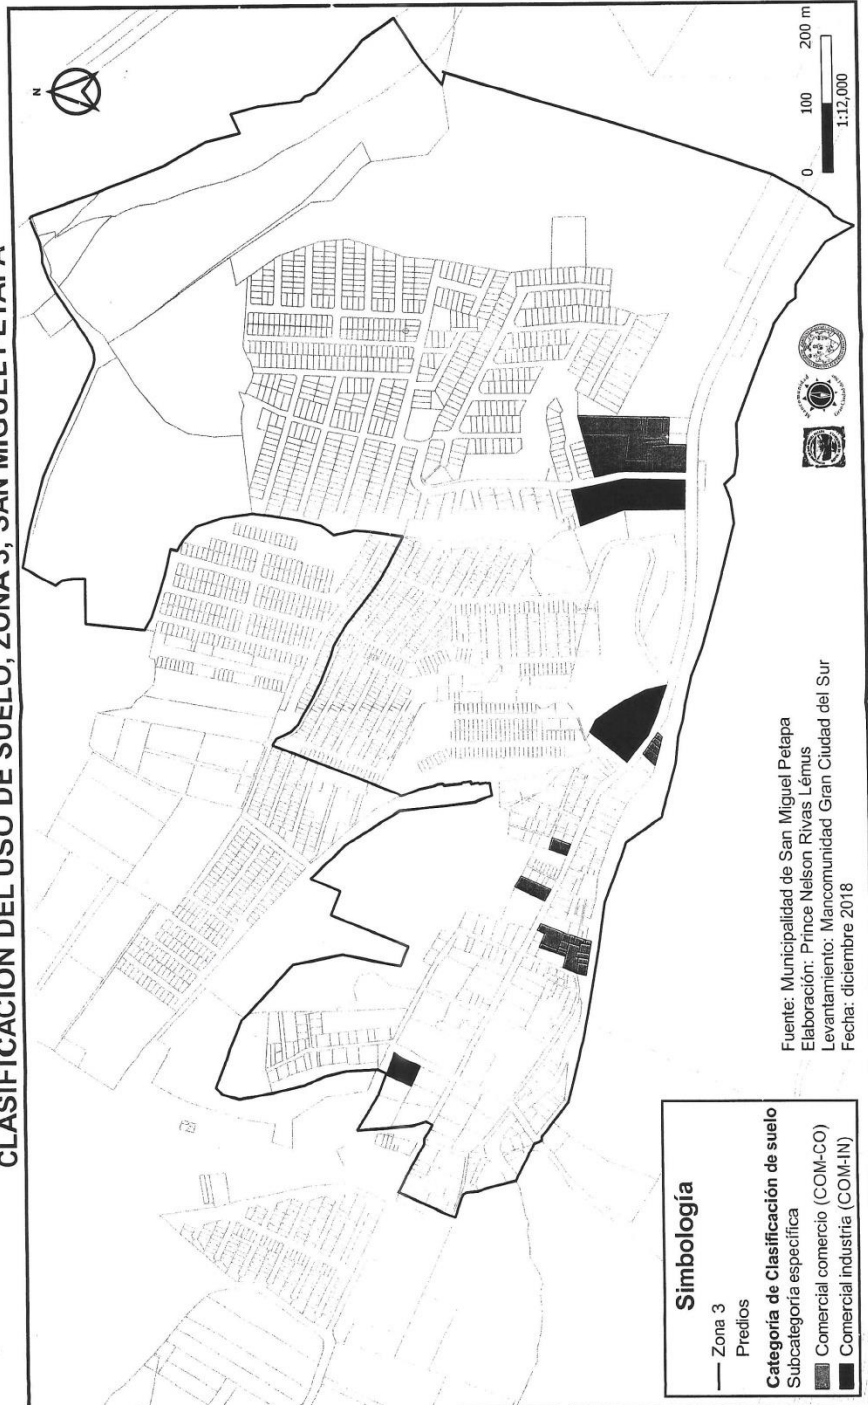 CLASIFICACIÓN DEL USO DE SUELO, ZONA 3, SAN MIGUEL PETAPA
N
Simbología
Zona 3
Predios
Categoría de Clasificación de suelo
Subcategoría específica
Comercial comercio (COM-CO)
Comercial industria (COM-IN)
Fuente: Municipalidad de San Miguel Petapa
Elaboración: Prince Nelson Rivas Lémus
Levantamiento: Mancomunidad Gran Ciudad del Sur
Fecha: diciembre 2018
0 100 200 m
1:12,000